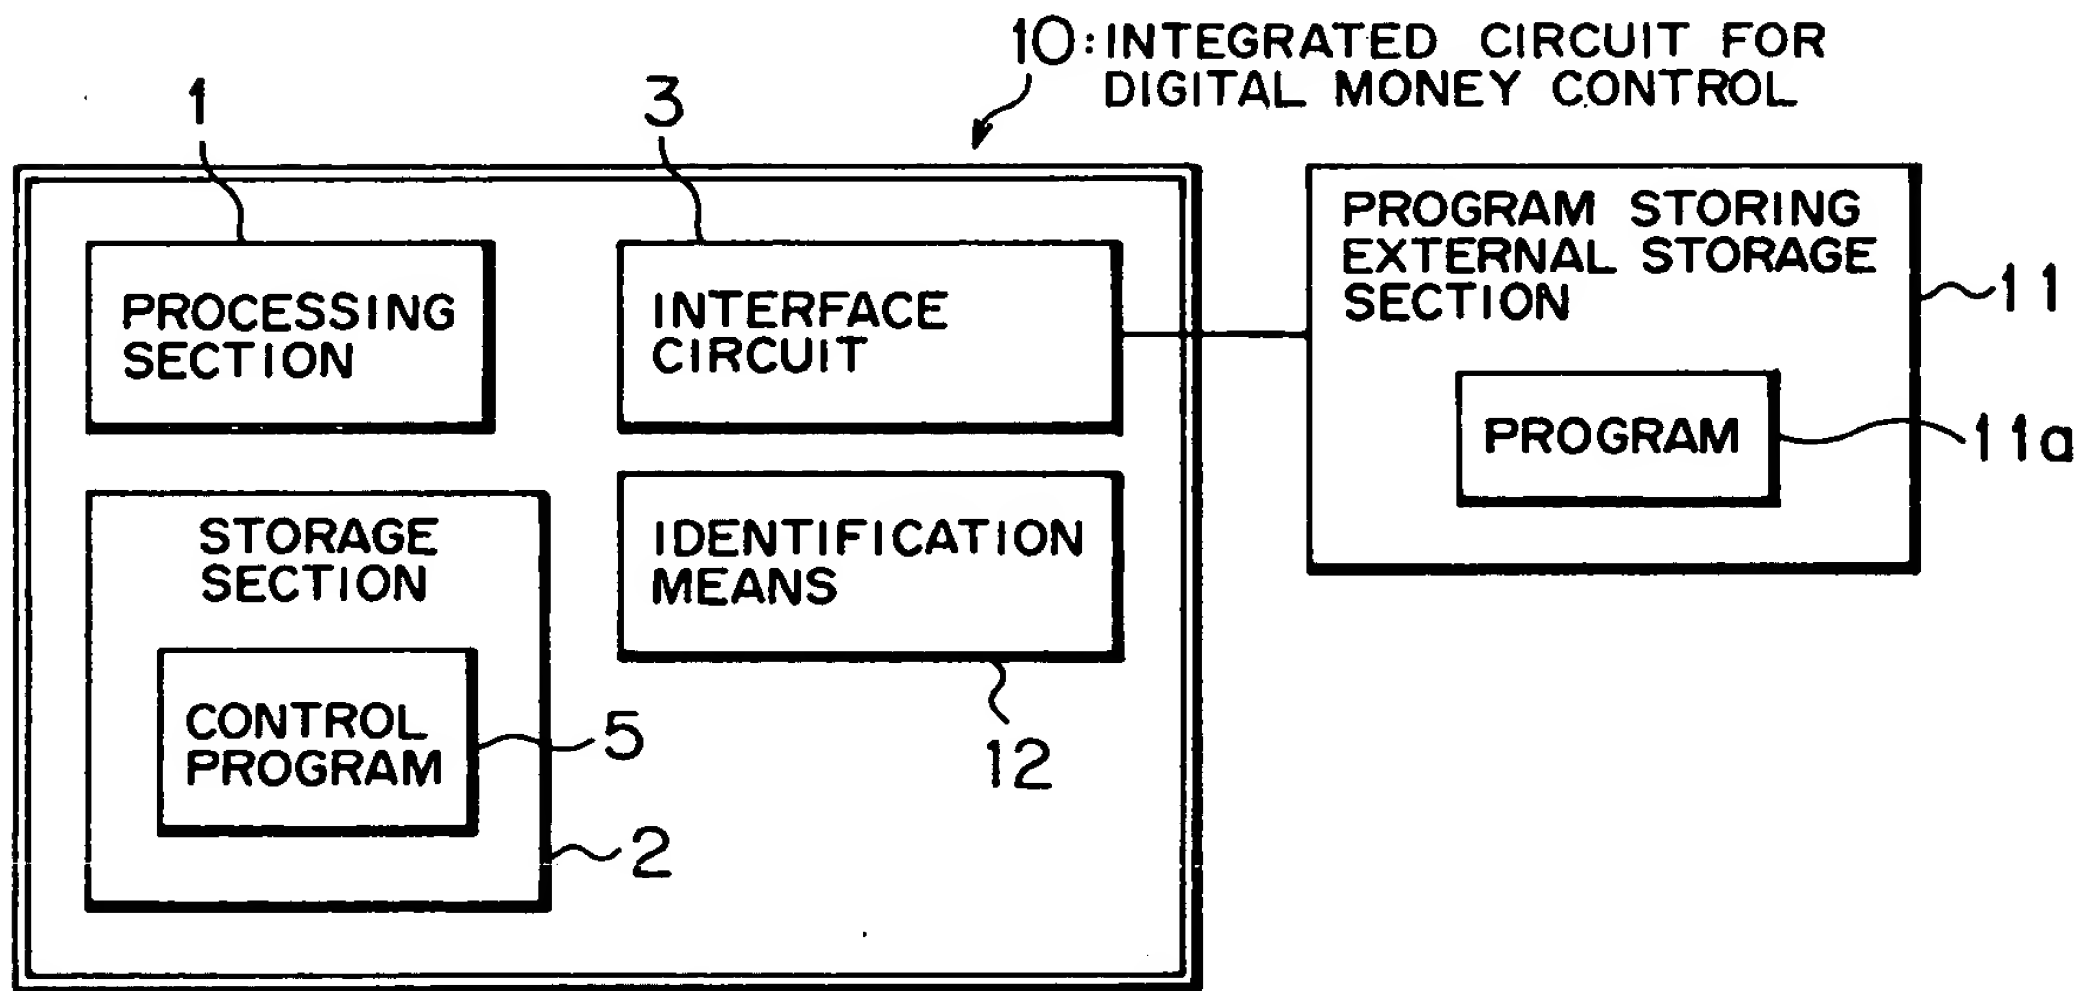 10: INTEGRATED CIRCUIT FOR
DIGITAL MONEY CONTROL
1
3
PROCESSING
SECTION
INTERFACE
CIRCUIT
PROGRAM STORING
EXTERNAL STORAGE
SECTION
11
PROGRAM
11a
STORAGE
SECTION
IDENTIFICATION
MEANS
12
CONTROL
PROGRAM
5
2